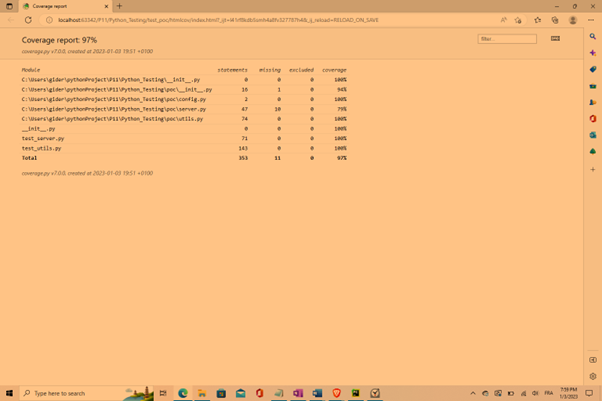 Coverage report
localhost:63342/P11/Python_Testing/test_poc/htmlcov/index.html?
RELOAD_ON_SAVE
Coverage report: 97%
filter...
coverage.py v7.0.0, created at 2023-01-03 19:51 +0100
Module statements missing excluded coverage
C:\Users\gider\pythonProject\P11\Python_Testing\__init__.py 0 0 0 100%
C:\Users\gider\pythonProject\P11\Python_Testing\poc\__init__.py 16 1 0 94%
C:\Users\gider\pythonProject\P11\Python_Testing\poc\config.py 2 0 0 100%
C:\Users\gider\pythonProject\P11\Python_Testing\poc\server.py 47 10 0 79%
C:\Users\gider\pythonProject\P11\Python_Testing\poc\utils.py 74 0 0 100%
__init__.py 0 0 0 100%
test_server.py 71 0 0 100%
test_utils.py 143 0 0 100%
Total 353 11 0 97%
coverage.py v7.0.0, created at 2023-01-03 19:51 +0100
Type here to search
FRA
7:59 PM
1/3/2023